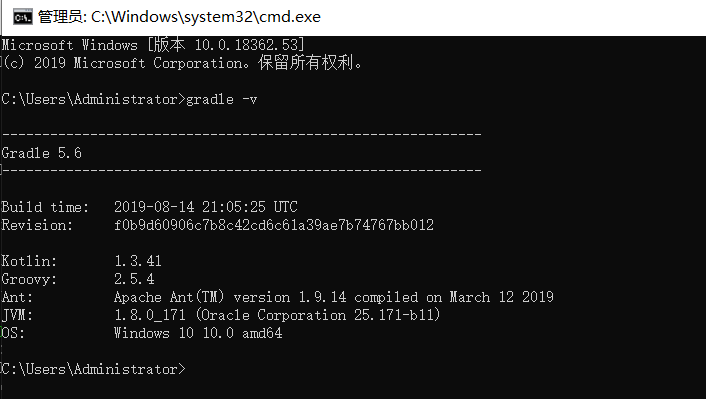 管理员: C:\Windows\system32\cmd.exe
Microsoft Windows [版本 10.0.18362.53]
(c) 2019 Microsoft Corporation。保留所有权利。
C:\Users\Administrator>gradle -v
------------------------------------------------------------
Gradle 5.6
------------------------------------------------------------
Build time:   2019-08-14 21:05:25 UTC
Revision:     f0b9d60906c7b8c42cd6c61a39ae7b74767bb012
Kotlin:       1.3.41
Groovy:       2.5.4
Ant:          Apache Ant(TM) version 1.9.14 compiled on March 12 2019
JVM:          1.8.0_171 (Oracle Corporation 25.171-b11)
OS:           Windows 10 10.0 amd64
C:\Users\Administrator>